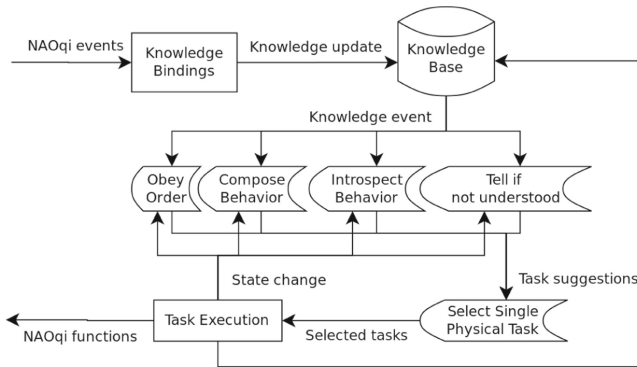 NAOqi events
Knowledge
Bindings
Knowledge update
Knowledge
Base
Knowledge event
Obey
Order
Compose
Behavior
Introspect
Behavior
Tell if
not understood
State change
Task suggestions
NAOqi functions
Task Execution
Selected tasks
Select Single
Physical Task